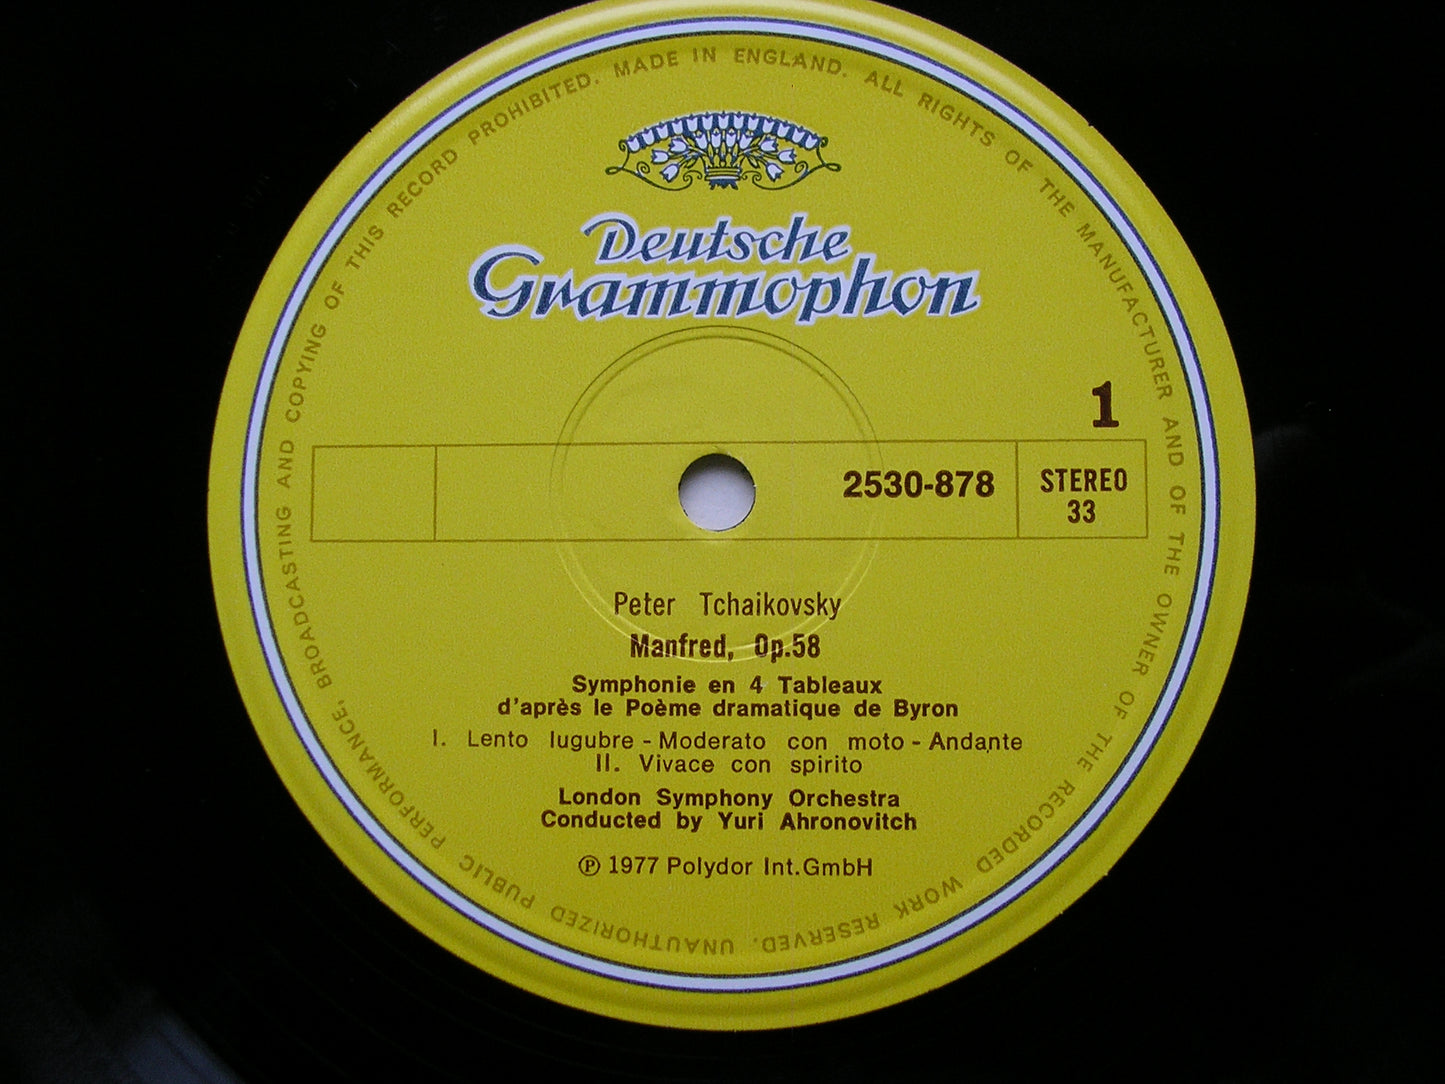 MADE IN ENGLAND. ALL RIGHTS OF THE MANUFACTURER AND OF THE OWNER OF THE RECORDED WORK RESERVED. UNAUTHORIZED PUBLIC PERFORMANCE, BROADCASTING AND COPYING OF THIS RECORD PROHIBITED.
Deutsche
Grammophon
1
2530-878
STEREO
33
Peter Tchaikovsky
Manfred, Op.58
Symphonie en 4 Tableaux
d'après le Poème dramatique de Byron
I. Lento lugubre - Moderato con moto - Andante
II. Vivace con spirito
London Symphony Orchestra
Conducted by Yuri Ahronovitch
℗ 1977 Polydor Int.GmbH